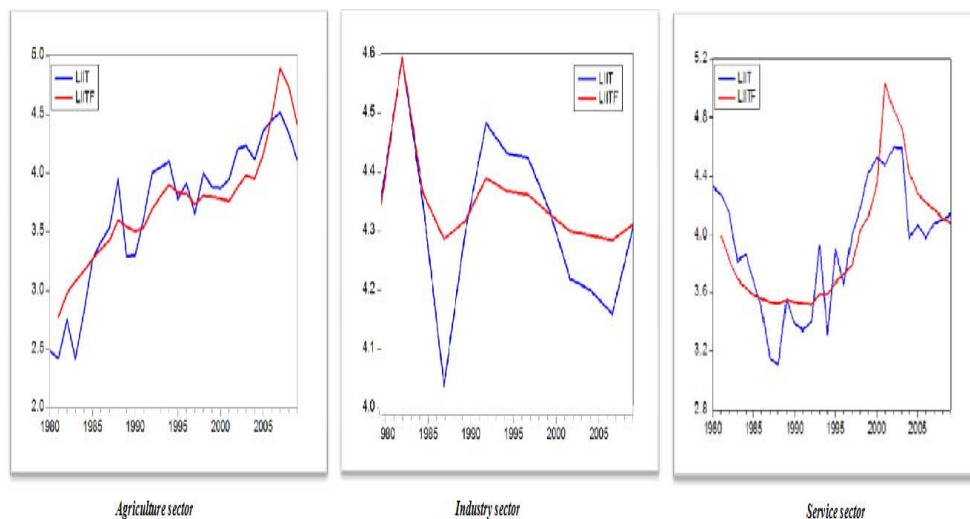 5.0
4.5
4.0
3.5
3.0
2.5
2.0
LIIT
LIITF
1980 1985 1990 1995 2000 2005
4.6
4.5
4.4
4.3
4.2
4.1
4.0
LIIT
LIITF
980 1985 1990 1995 2000 2005
5.2
4.8
4.4
4.0
3.6
3.2
2.8
LIIT
LIITF
1980 1985 1990 1995 2000 2005
Agriculture sector
Industry sector
Service sector